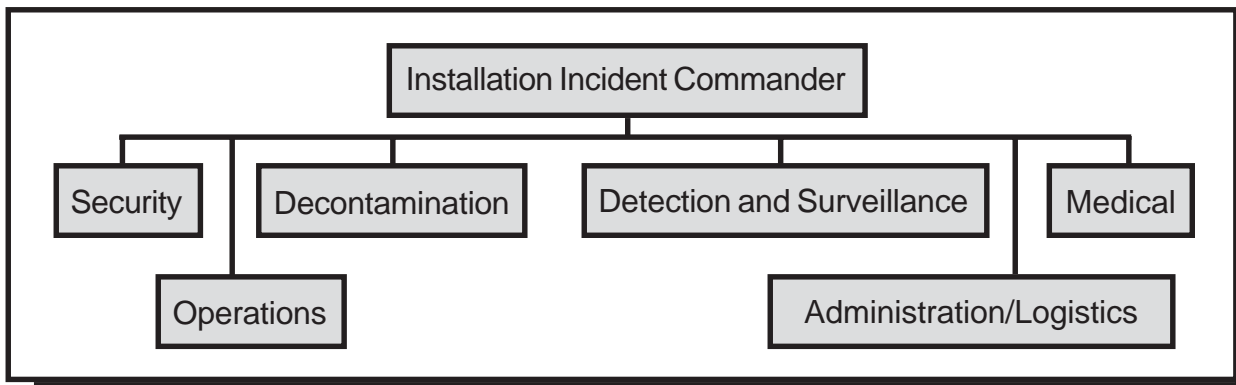 Installation Incident Commander
Security
Decontamination
Detection and Surveillance
Medical
Operations
Administration/Logistics